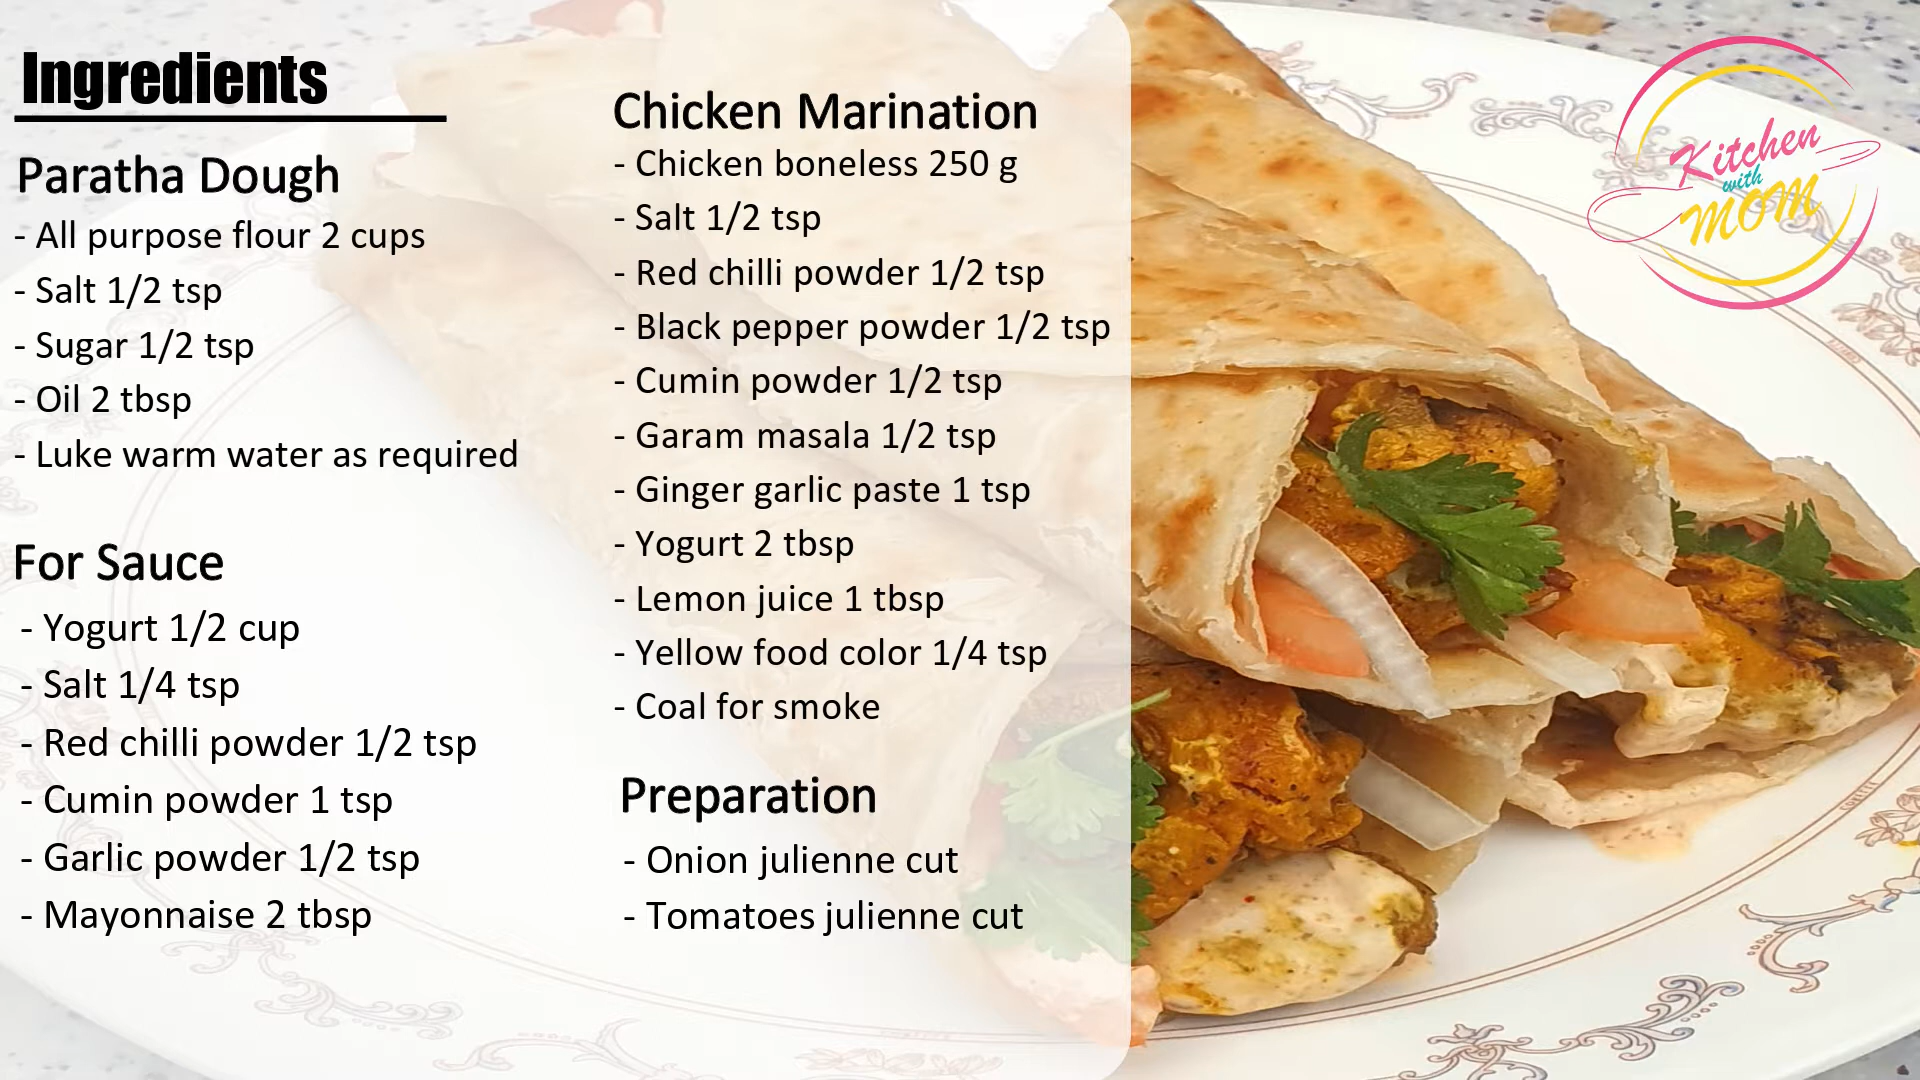 Ingredients
Paratha Dough
- All purpose flour 2 cups
- Salt 1/2 tsp
- Sugar 1/2 tsp
- Oil 2 tbsp
- Luke warm water as required
For Sauce
- Yogurt 1/2 cup
- Salt 1/4 tsp
- Red chilli powder 1/2 tsp
- Cumin powder 1 tsp
- Garlic powder 1/2 tsp
- Mayonnaise 2 tbsp
Chicken Marination
- Chicken boneless 250 g
- Salt 1/2 tsp
- Red chilli powder 1/2 tsp
- Black pepper powder 1/2 tsp
- Cumin powder 1/2 tsp
- Garam masala 1/2 tsp
- Ginger garlic paste 1 tsp
- Yogurt 2 tbsp
- Lemon juice 1 tbsp
- Yellow food color 1/4 tsp
- Coal for smoke
Preparation
- Onion julienne cut
- Tomatoes julienne cut
Kitchen
with
MOM